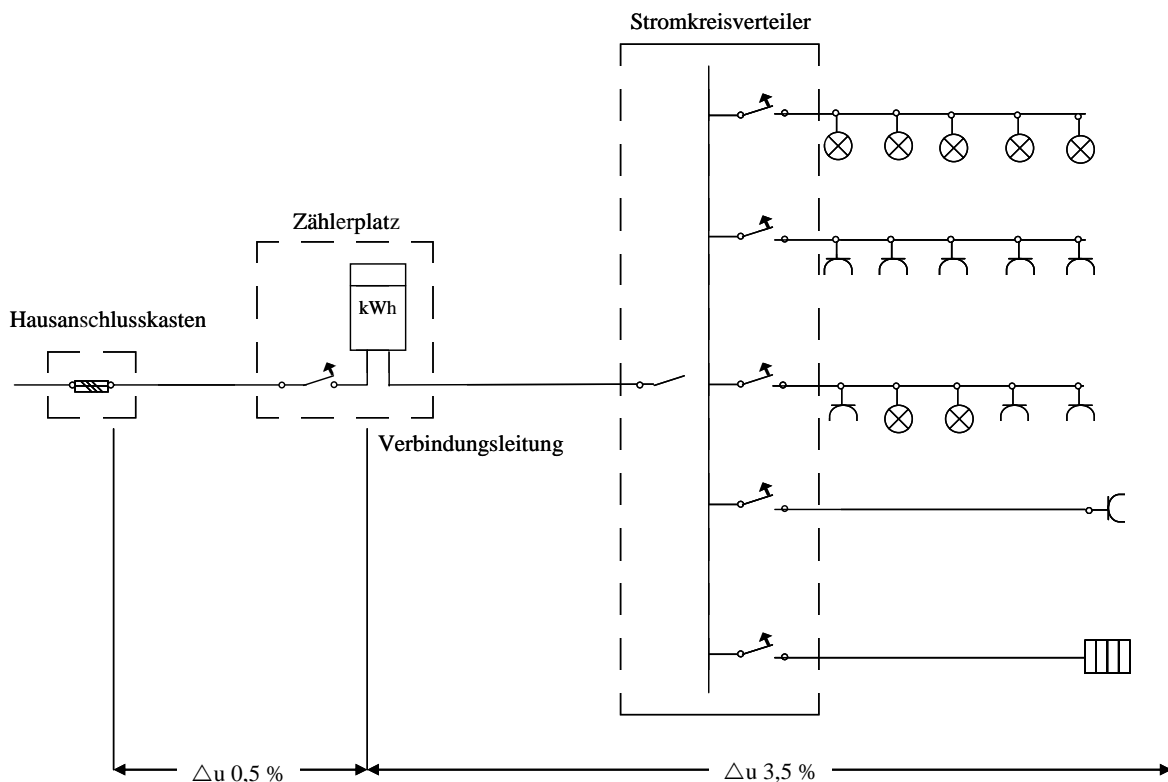 Stromkreisverteiler
Zählerplatz
kWh
Hausanschlusskasten
Verbindungsleitung
△u 0,5 %
△u 3,5 %